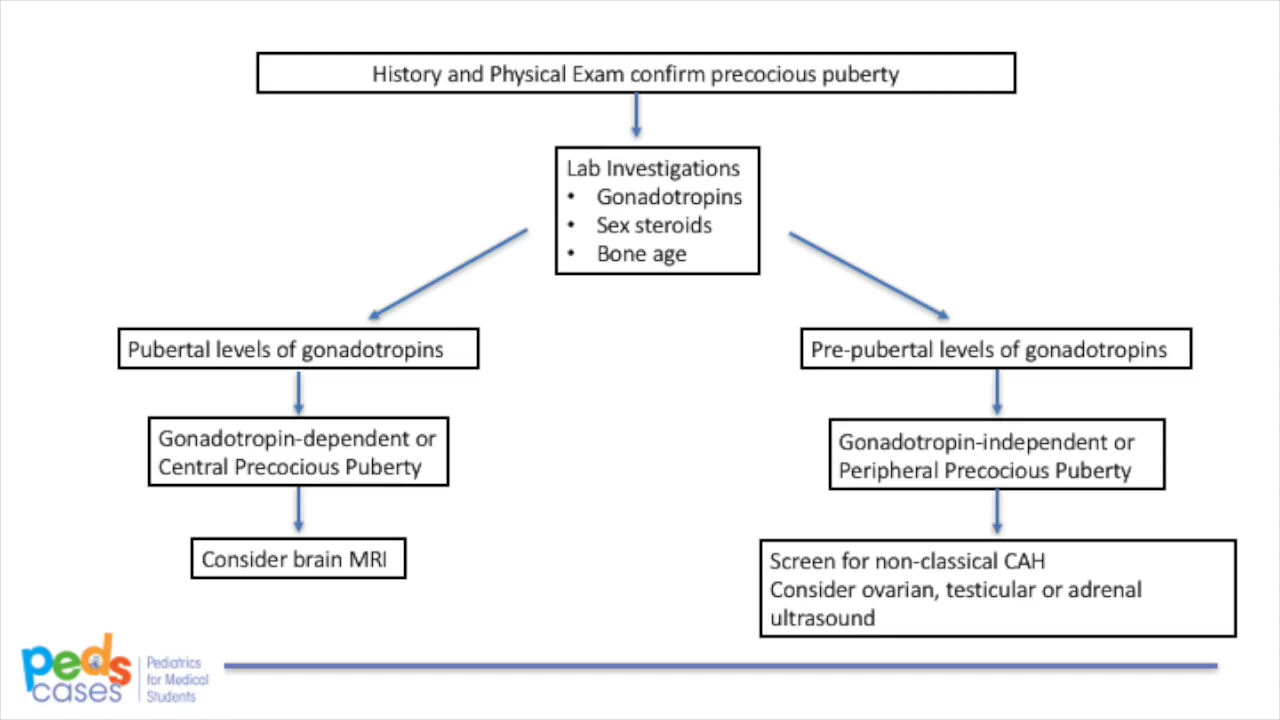 History and Physical Exam confirm precocious puberty
Lab Investigations
• Gonadotropins
• Sex steroids
• Bone age
Pubertal levels of gonadotropins
Pre-pubertal levels of gonadotropins
Gonadotropin-dependent or
Central Precocious Puberty
Gonadotropin-independent or
Peripheral Precocious Puberty
Consider brain MRI
Screen for non-classical CAH
Consider ovarian, testicular or adrenal
ultrasound
peds
cases
Pediatrics
for Medical
Students